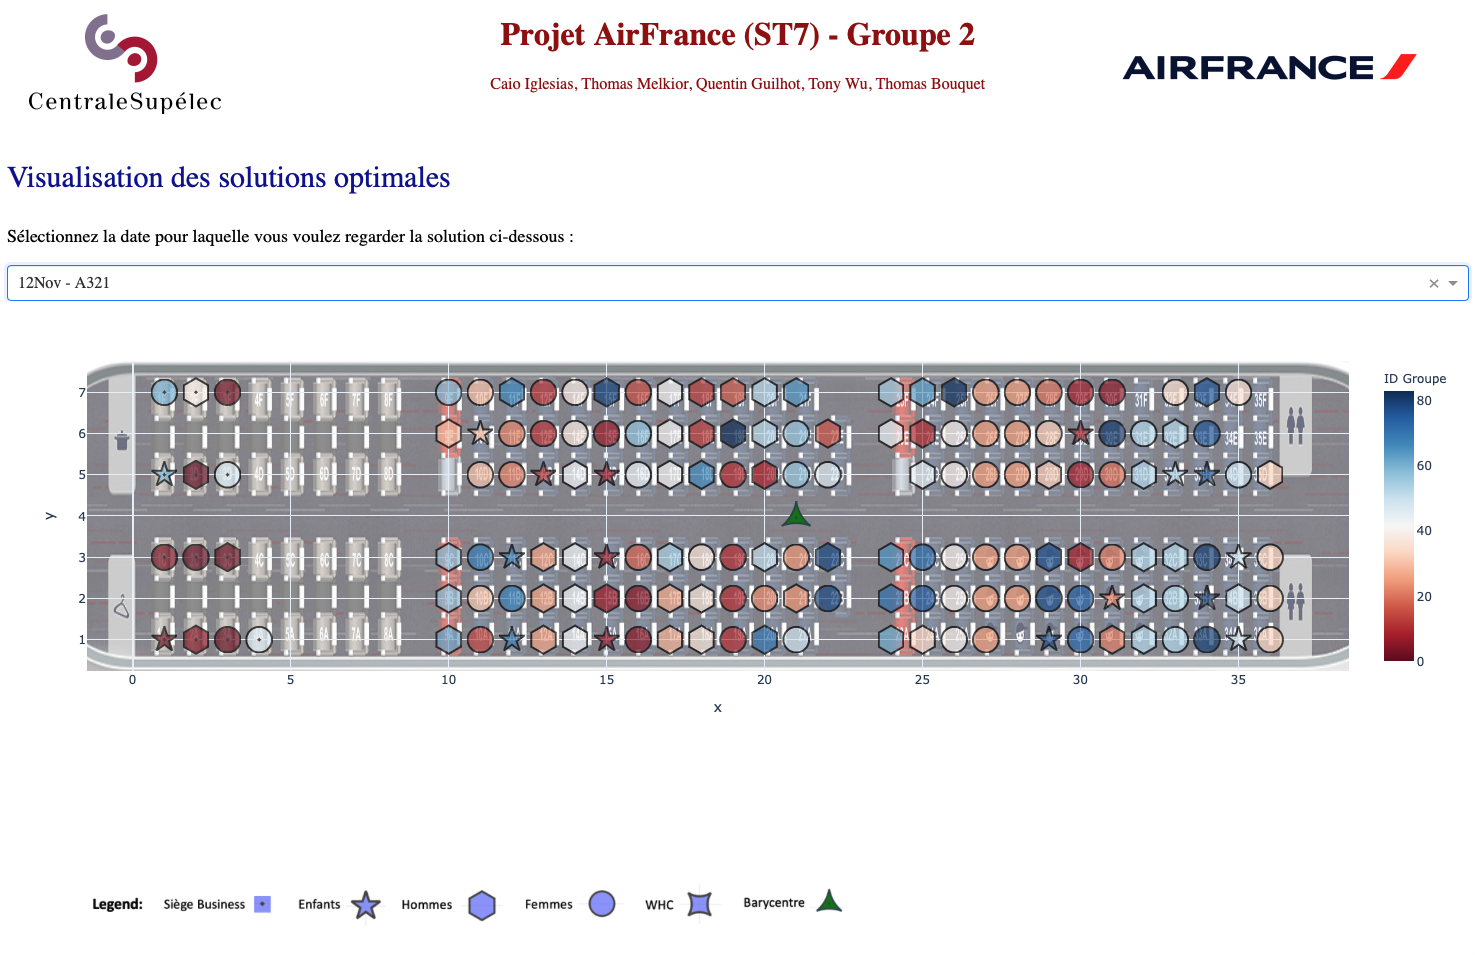 CentraleSupélec
Projet AirFrance (ST7) - Groupe 2
Caio Iglesias, Thomas Melkior, Quentin Guilhot, Tony Wu, Thomas Bouquet
AIRFRANCE
Visualisation des solutions optimales
Sélectionnez la date pour laquelle vous voulez regarder la solution ci-dessous :
12Nov - A321
ID Groupe
80
60
40
20
0
y
7
6
5
4
3
2
1
4F 5F 6F 7F 8F
4D 5D 6D 7D 8D
4C 5C 6C 7C 8C
5A 6A 7A 8A
31F 35F
34E 35E
0 5 10 15 20 25 30 35
x
Legend: Siège Business Enfants Hommes Femmes WHC Barycentre